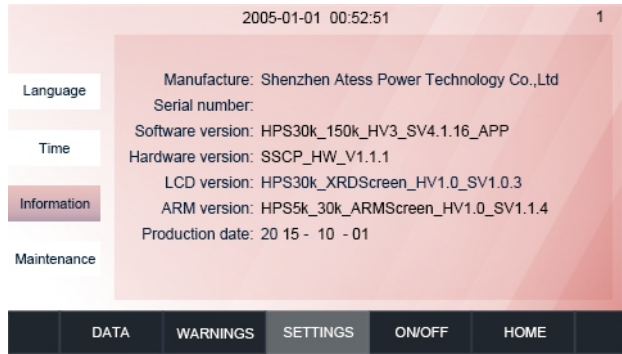 2005-01-01 00:52:51 1
Language
Time
Information
Maintenance
Manufacture: Shenzhen Atess Power Technology Co.,Ltd
Serial number:
Software version: HPS30k_150k_HV3_SV4.1.16_APP
Hardware version: SSCP_HW_V1.1.1
LCD version: HPS30k_XRDScreen_HV1.0_SV1.0.3
ARM version: HPS5k_30k_ARMScreen_HV1.0_SV1.1.4
Production date: 20 15 - 10 - 01
DATA WARNINGS SETTINGS ON/OFF HOME